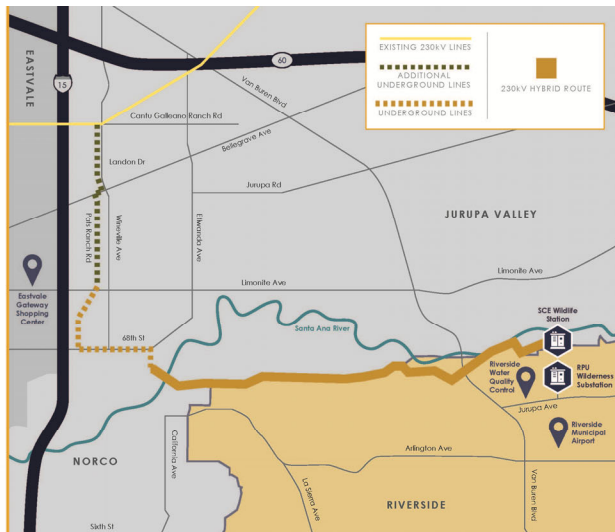 EASTVALE
15
60
EXISTING 230kV LINES
ADDITIONAL
UNDERGROUND LINES
UNDERGROUND LINES
230kV HYBRID ROUTE
Van Buren Blvd
Cantu Galleano Ranch Rd
Bellegrave Ave
Landon Dr
Jurupa Rd
Pats Ranch Rd
Wineville Ave
Etiwanda Ave
JURUPA VALLEY
Eastvale
Gateway
Shopping
Center
Limonite Ave
Limonite Ave
SCE Wildlife
Station
Santa Ana River
68th St
Riverside
Water
Quality
Control
RPU
Wilderness
Substation
Jurupa Ave
Riverside
Municipal
Airport
California Ave
Arlington Ave
NORCO
La Sierra Ave
Van Buren Blvd
RIVERSIDE
Sixth St